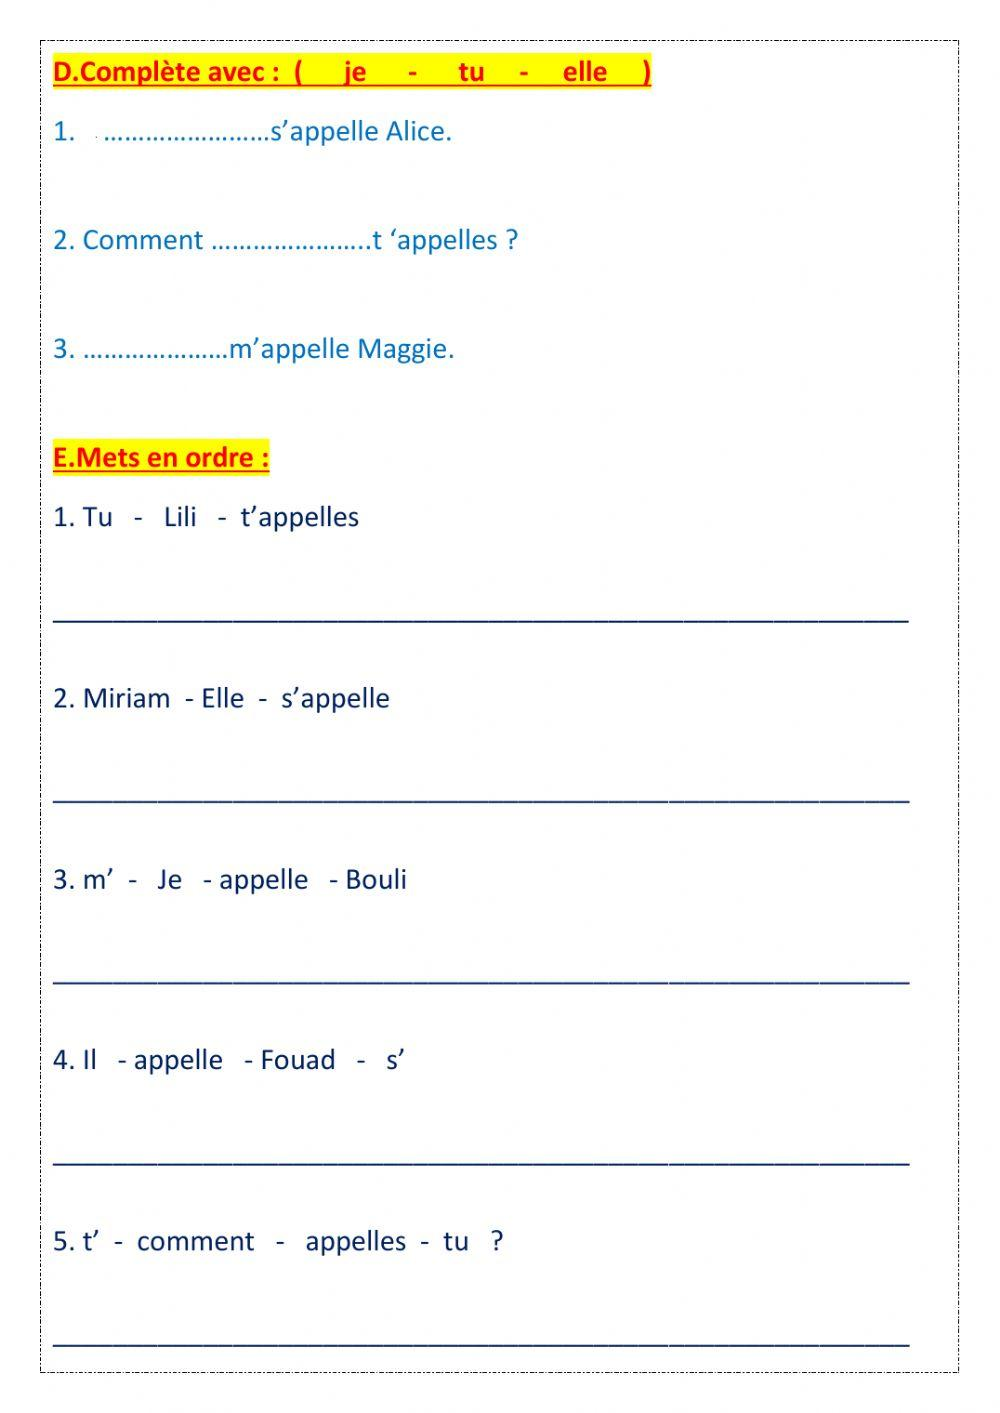 D.Complète avec : ( je - tu - elle )
1. ........................s’appelle Alice.
2. Comment .......................t ‘appelles ?
3. .....................m’appelle Maggie.
E.Mets en ordre :
1. Tu - Lili - t’appelles
2. Miriam - Elle - s’appelle
3. m’ - Je - appelle - Bouli
4. Il - appelle - Fouad - s’
5. t’ - comment - appelles - tu ?